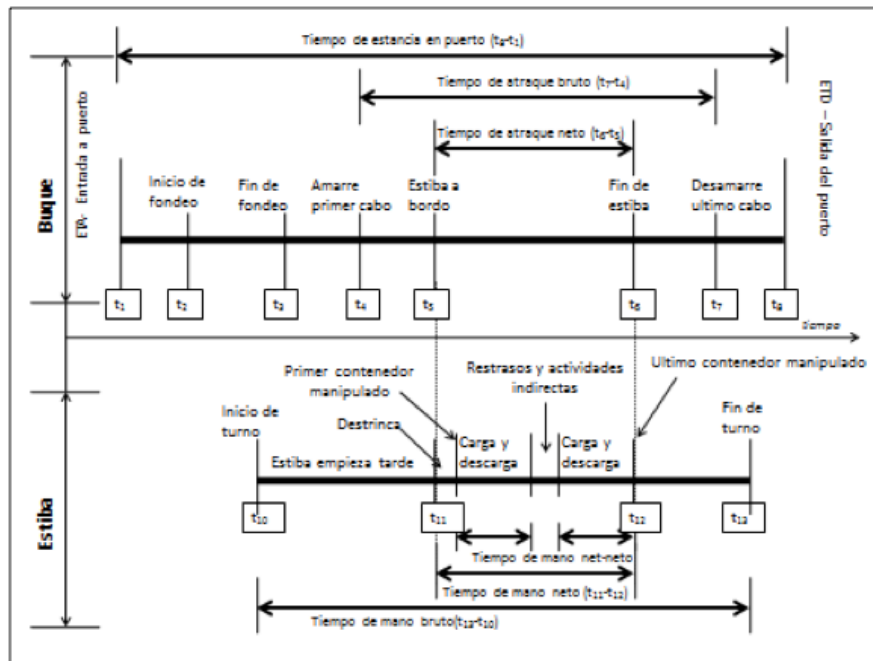 Tiempo de estancia en puerto (t8-t1)
Tiempo de atraque bruto (t7-t4)
Tiempo de atraque neto (t6-t5)
Buque
ETA- Entrada a puerto
ETD – Salida del puerto
Inicio de
fondeo
Fin de
fondeo
Amarre
primer cabo
Estiba a
bordo
Fin de
estiba
Desamarre
ultimo cabo
t1
t2
t3
t4
t5
t6
t7
t8
tiempo
Primer contenedor
manipulado
Restrasos y actividades
indirectas
Ultimo contenedor manipulado
Inicio de
turno
Destrinca
Fin de
turno
Estiba empieza tarde
Carga y
descarga
Carga y
descarga
Estiba
t10
t11
t12
t13
Tiempo de mano net-neto
Tiempo de mano neto (t11-t12)
Tiempo de mano bruto(t13-t10)